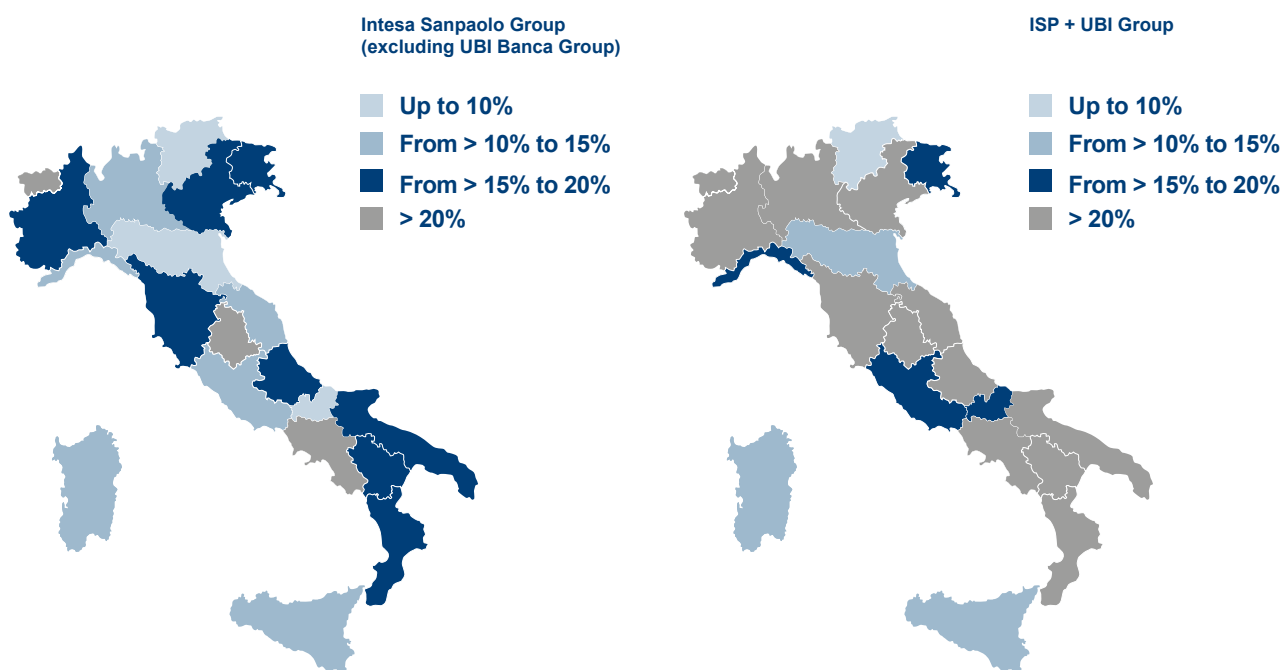 Intesa Sanpaolo Group
(excluding UBI Banca Group)
Up to 10%
From > 10% to 15%
From > 15% to 20%
> 20%
ISP + UBI Group
Up to 10%
From > 10% to 15%
From > 15% to 20%
> 20%